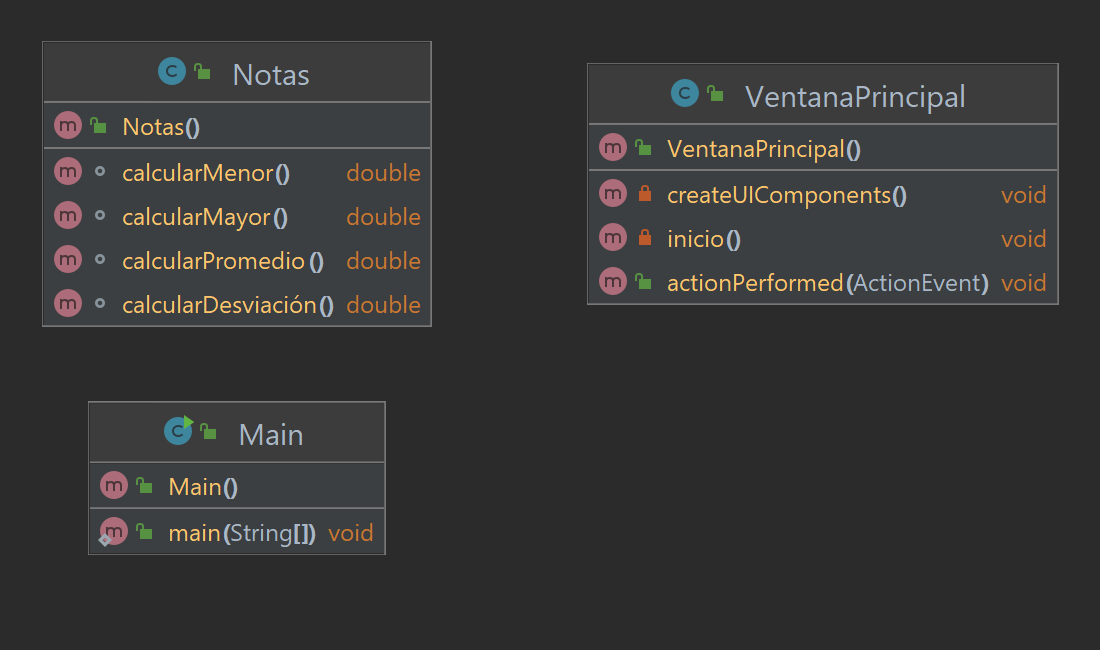 Notas
Notas()
calcularMenor() double
calcularMayor() double
calcularPromedio() double
calcularDesviación() double
VentanaPrincipal
VentanaPrincipal()
createUIComponents() void
inicio() void
actionPerformed(ActionEvent) void
Main
Main()
main(String[]) void